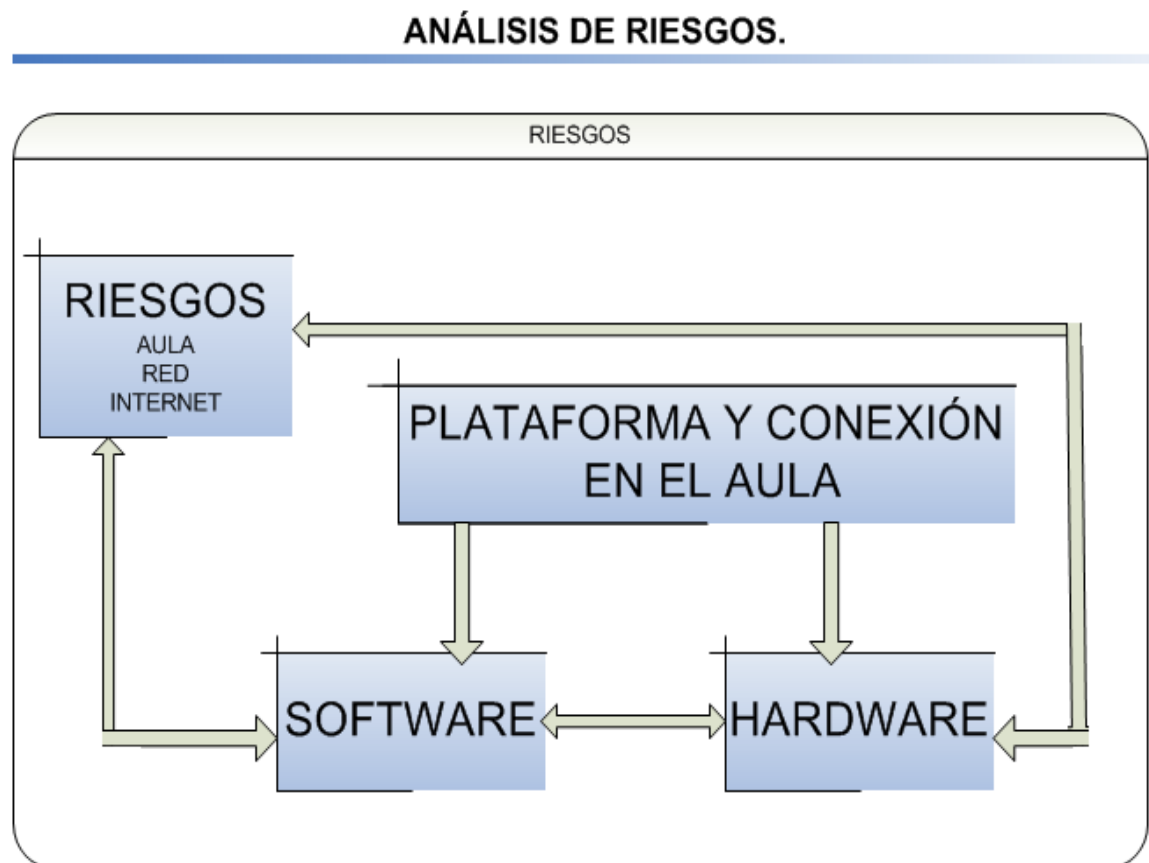 ANÁLISIS DE RIESGOS.
RIESGOS
RIESGOS
AULA
RED
INTERNET
PLATAFORMA Y CONEXIÓN
EN EL AULA
SOFTWARE
HARDWARE